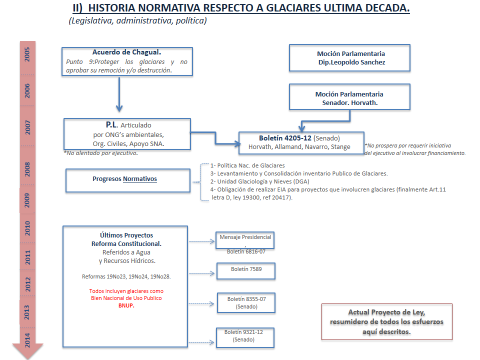 II)  HISTORIA NORMATIVA RESPECTO A GLACIARES ULTIMA DECADA.
(Legislativa, administrativa, política)
2005
2006
2007
2008
2009
2010
2011
2012
2013
2014
Acuerdo de Chagual.
Punto 9:Proteger los glaciares y no
aprobar su remoción y/o destrucción.
Moción Parlamentaria
Dip.Leopoldo Sanchez
Moción Parlamentaria
Senador. Horvath.
P.L. Articulado
por ONG's ambientales,
Org. Civiles, Apoyo SNA.
*No alentado por ejecutivo.
Boletín 4205-12 (Senado)
Horvath, Allamand, Navarro, Stange
*No prospera por requerir iniciativa
del ejecutivo al involucrar financiamiento.
Progresos Normativos
1- Política Nac. de Glaciares
3- Levantamiento y Consolidación inventario Publico de Glaciares.
2- Unidad Glaciología y Nieves (DGA)
4- Obligación de realizar EIA para proyectos que involucren glaciares (finalmente Art.11
letra D, ley 19300, ref 20417).
Últimos Proyectos
Reforma Constitucional.
Referidos a Agua
y Recursos Hídricos.
Reformas 19No23, 19No24, 19No28.
Todos incluyen glaciares como
Bien Nacional de Uso Público
BNUP.
Mensaje Presidencial
Boletín 6816-07
Boletín 7589
Boletín 8355-07
(Senado)
Boletín 9321-12
(Senado)
Actual Proyecto de Ley,
resumidero de todos los esfuerzos
aquí descritos.